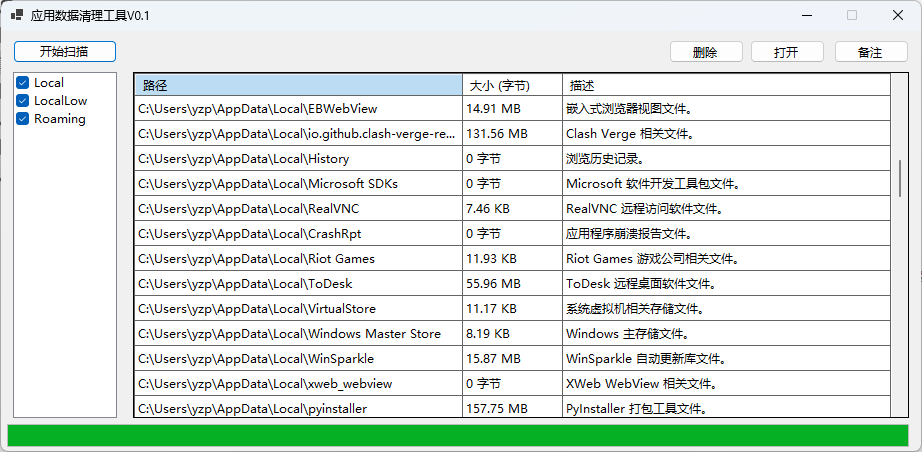 应用数据清理工具V0.1
开始扫描 删除 打开 备注
Local
LocalLow
Roaming
路径 大小 (字节) 描述
C:\Users\yzp\AppData\Local\EBWebView 14.91 MB 嵌入式浏览器视图文件。
C:\Users\yzp\AppData\Local\io.github.clash-verge-re... 131.56 MB Clash Verge 相关文件。
C:\Users\yzp\AppData\Local\History 0 字节 浏览历史记录。
C:\Users\yzp\AppData\Local\Microsoft SDKs 0 字节 Microsoft 软件开发工具包文件。
C:\Users\yzp\AppData\Local\RealVNC 7.46 KB RealVNC 远程访问软件文件。
C:\Users\yzp\AppData\Local\CrashRpt 0 字节 应用程序崩溃报告文件。
C:\Users\yzp\AppData\Local\Riot Games 11.93 KB Riot Games 游戏公司相关文件。
C:\Users\yzp\AppData\Local\ToDesk 55.96 MB ToDesk 远程桌面软件文件。
C:\Users\yzp\AppData\Local\VirtualStore 11.17 KB 系统虚拟机相关存储文件。
C:\Users\yzp\AppData\Local\Windows Master Store 8.19 KB Windows 主存储文件。
C:\Users\yzp\AppData\Local\WinSparkle 15.87 MB WinSparkle 自动更新库文件。
C:\Users\yzp\AppData\Local\xweb_webview 0 字节 XWeb WebView 相关文件。
C:\Users\yzp\AppData\Local\pyinstaller 157.75 MB PyInstaller 打包工具文件。